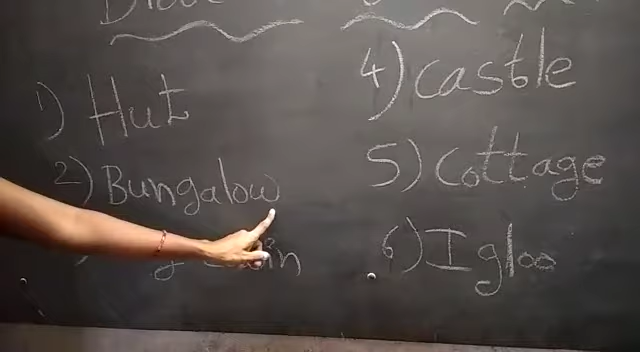 1) Hut
2) Bungalow
4) Castle
5) Cottage
6) Igloo